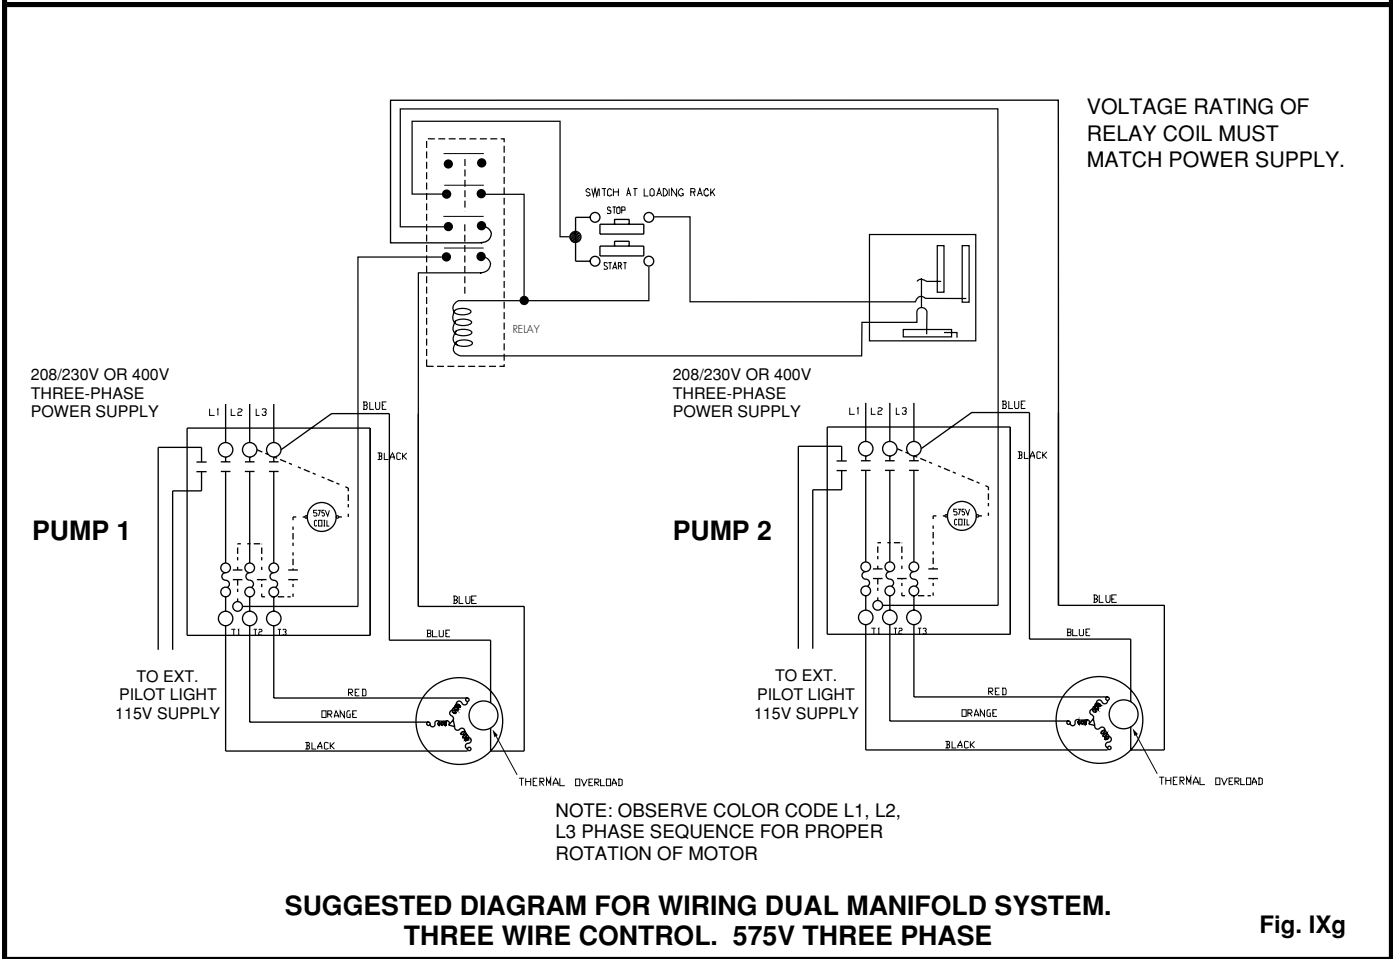 VOLTAGE RATING OF
RELAY COIL MUST
MATCH POWER SUPPLY.
SWITCH AT LOADING RACK
STOP
START
RELAY
208/230V OR 400V
THREE-PHASE
POWER SUPPLY
L1 L2 L3
BLUE
BLACK
575V
COIL
PUMP 1
T1 T2 T3
BLUE
BLUE
TO EXT.
PILOT LIGHT
115V SUPPLY
RED
ORANGE
BLACK
THERMAL OVERLOAD
208/230V OR 400V
THREE-PHASE
POWER SUPPLY
L1 L2 L3
BLUE
BLACK
575V
COIL
PUMP 2
T1 T2 T3
BLUE
BLUE
TO EXT.
PILOT LIGHT
115V SUPPLY
RED
ORANGE
BLACK
THERMAL OVERLOAD
NOTE: OBSERVE COLOR CODE L1, L2,
L3 PHASE SEQUENCE FOR PROPER
ROTATION OF MOTOR
SUGGESTED DIAGRAM FOR WIRING DUAL MANIFOLD SYSTEM.
THREE WIRE CONTROL. 575V THREE PHASE
Fig. IXg